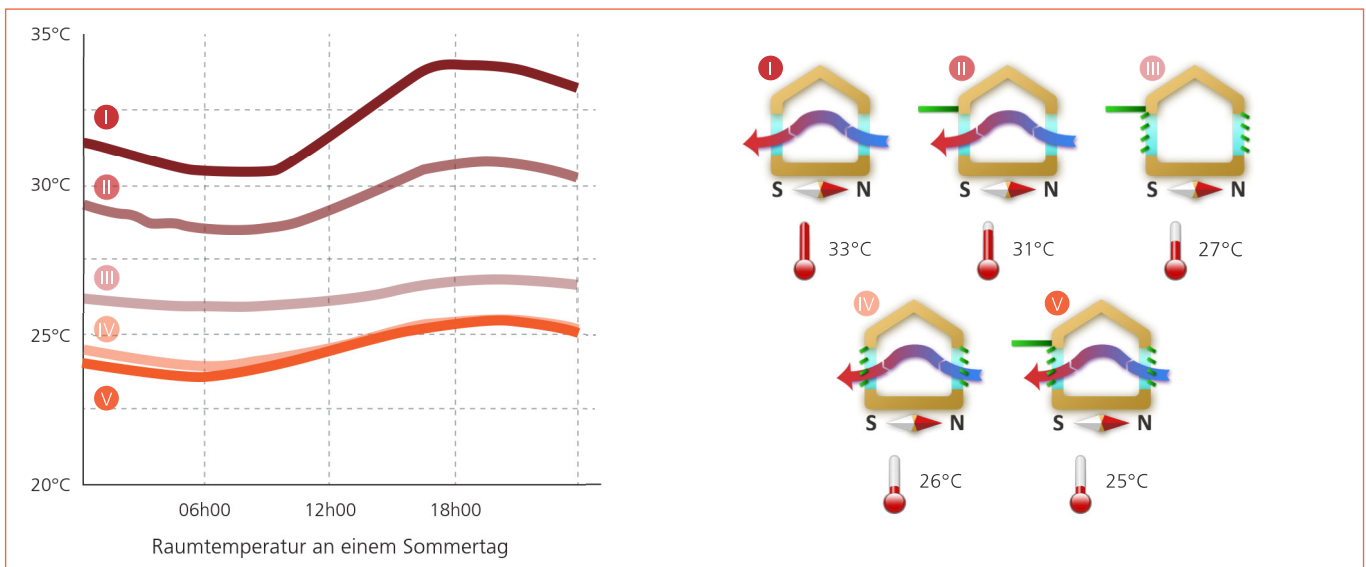 35°C
30°C
25°C
20°C
I
II
III
IV
V
06h00 12h00 18h00
Raumtemperatur an einem Sommertag
I II III
S N S N S N
33°C 31°C 27°C
IV V
S N S N
26°C 25°C